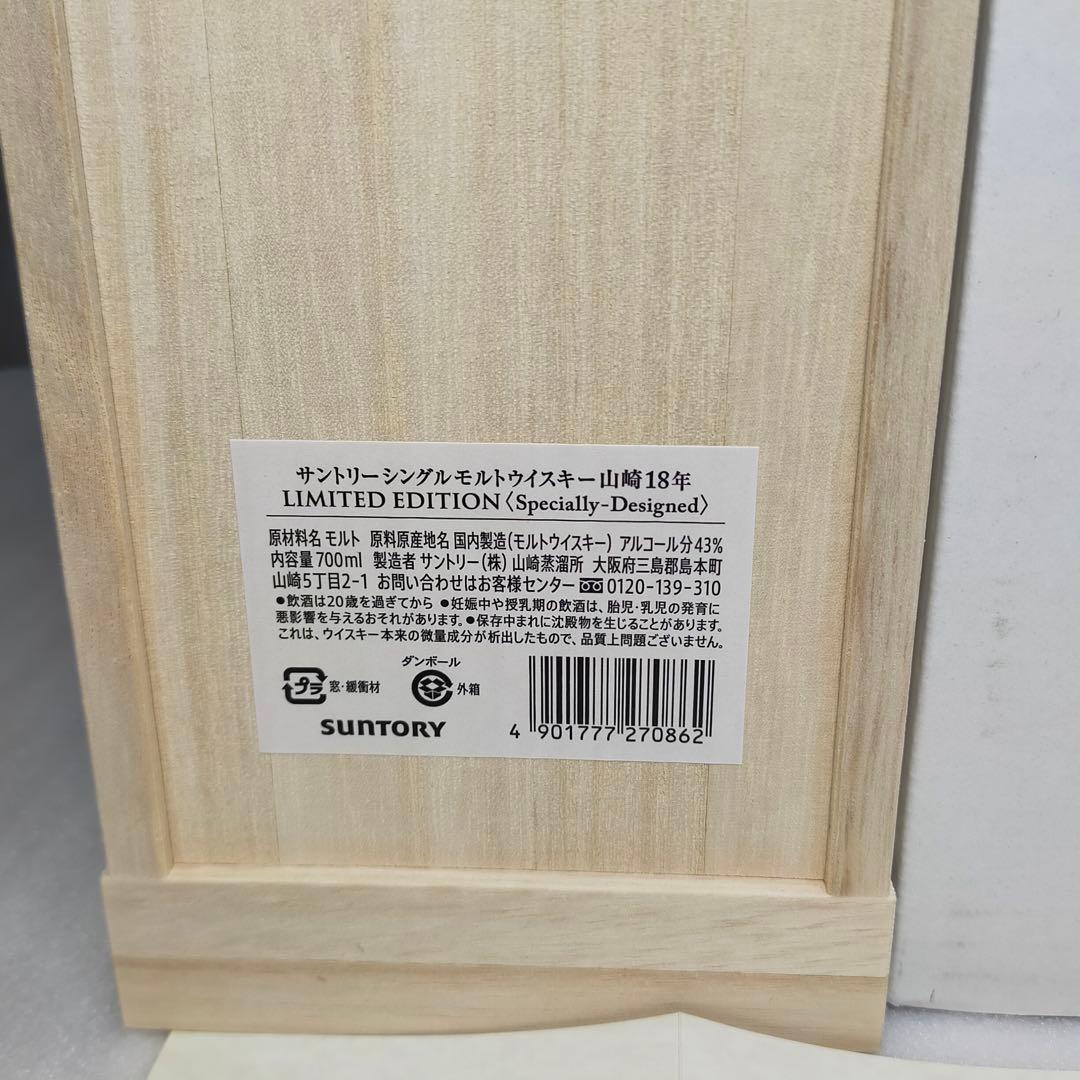 サントリーシングルモルトウイスキー山崎18年
LIMITED EDITION〈Specially-Designed〉
原材料名 モルト 原料原産地名 国内製造(モルトウイスキー) アルコール分43%
内容量700ml 製造者 サントリー(株) 山崎蒸溜所 大阪府三島郡島本町
山崎5丁目2-1 お問い合わせはお客様センター 0120-139-310
●飲酒は20歳を過ぎてから ●妊娠中や授乳期の飲酒は、胎児・乳児の発育に
悪影響を与えるおそれがあります。●保存中まれに沈殿物を生じることがあります。
これは、ウイスキー本来の微量成分が析出したもので、品質上問題ございません。
プラ 窓・緩衝材
ダンボール
外箱
SUNTORY
4 901777 270862